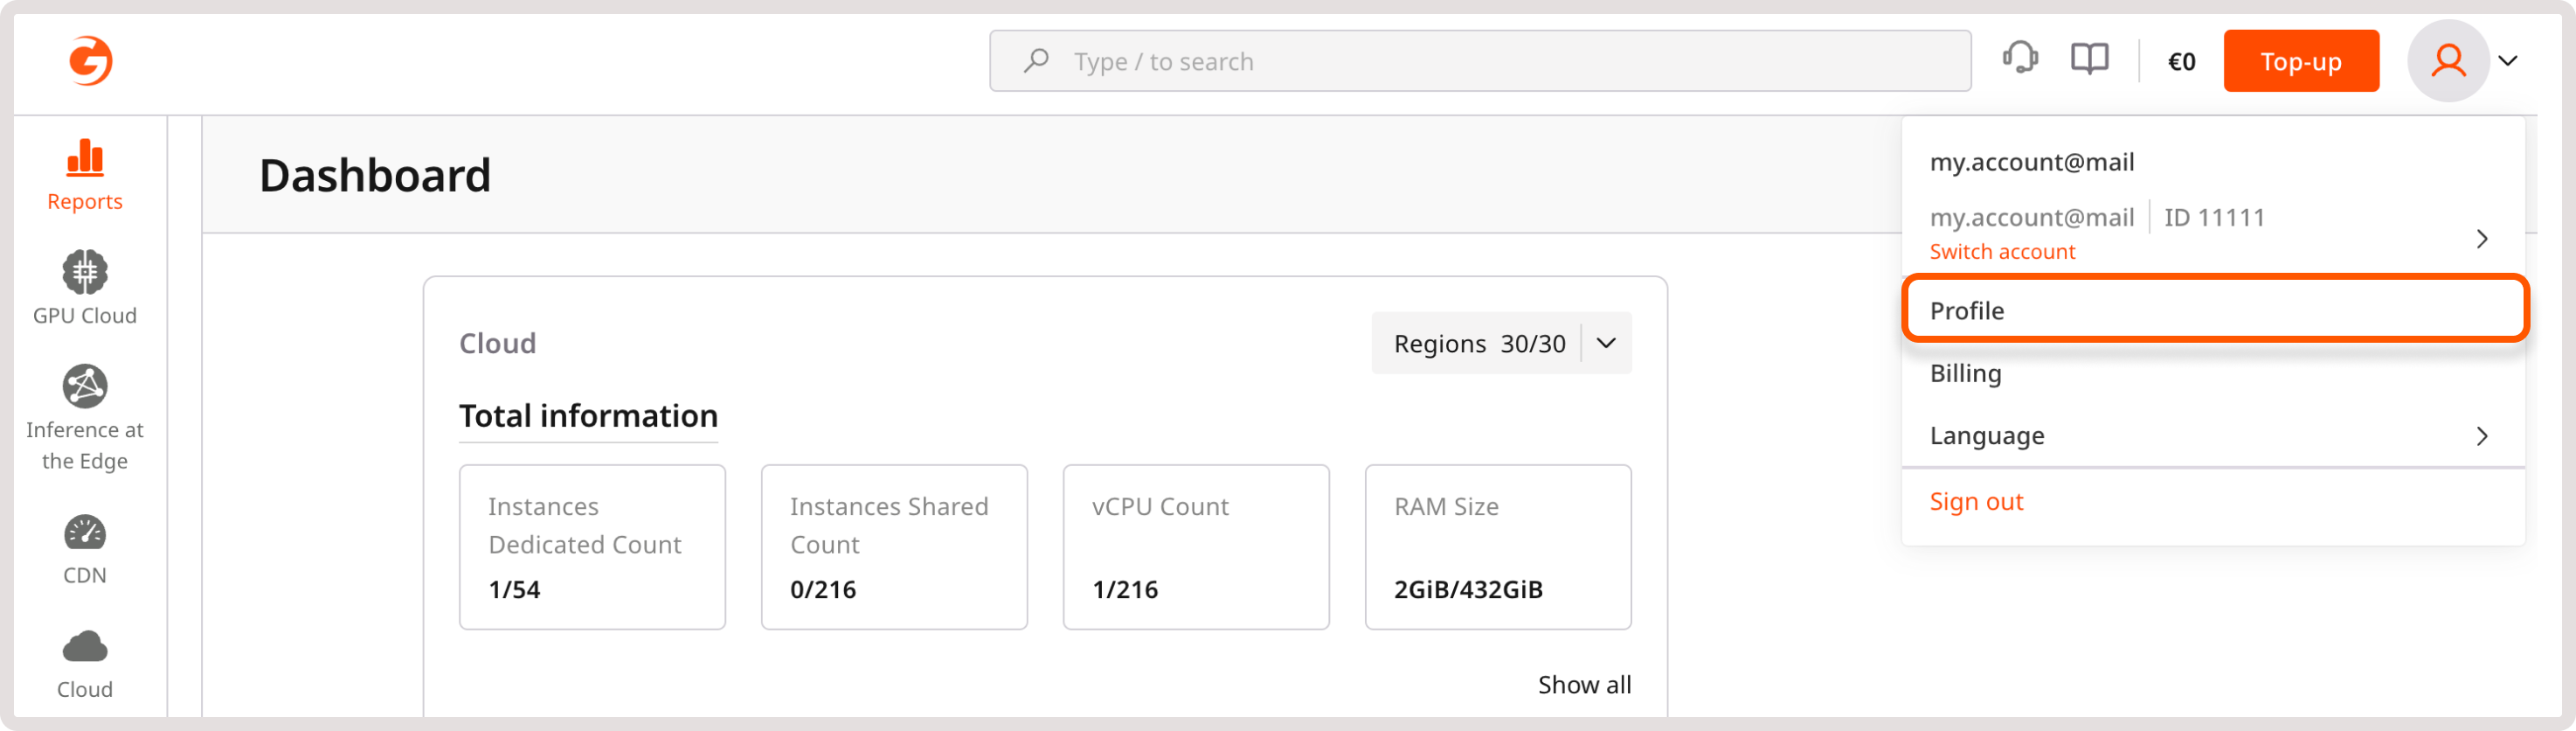 Type / to search
€0
Top-up
Reports
GPU Cloud
Inference at
the Edge
CDN
Cloud
Dashboard
Cloud
Regions 30/30
Total information
Instances
Dedicated Count
1/54
Instances Shared
Count
0/216
vCPU Count
1/216
RAM Size
2GiB/432GiB
Show all
my.account@mail
my.account@mail ID 11111
Switch account
Profile
Billing
Language
Sign out